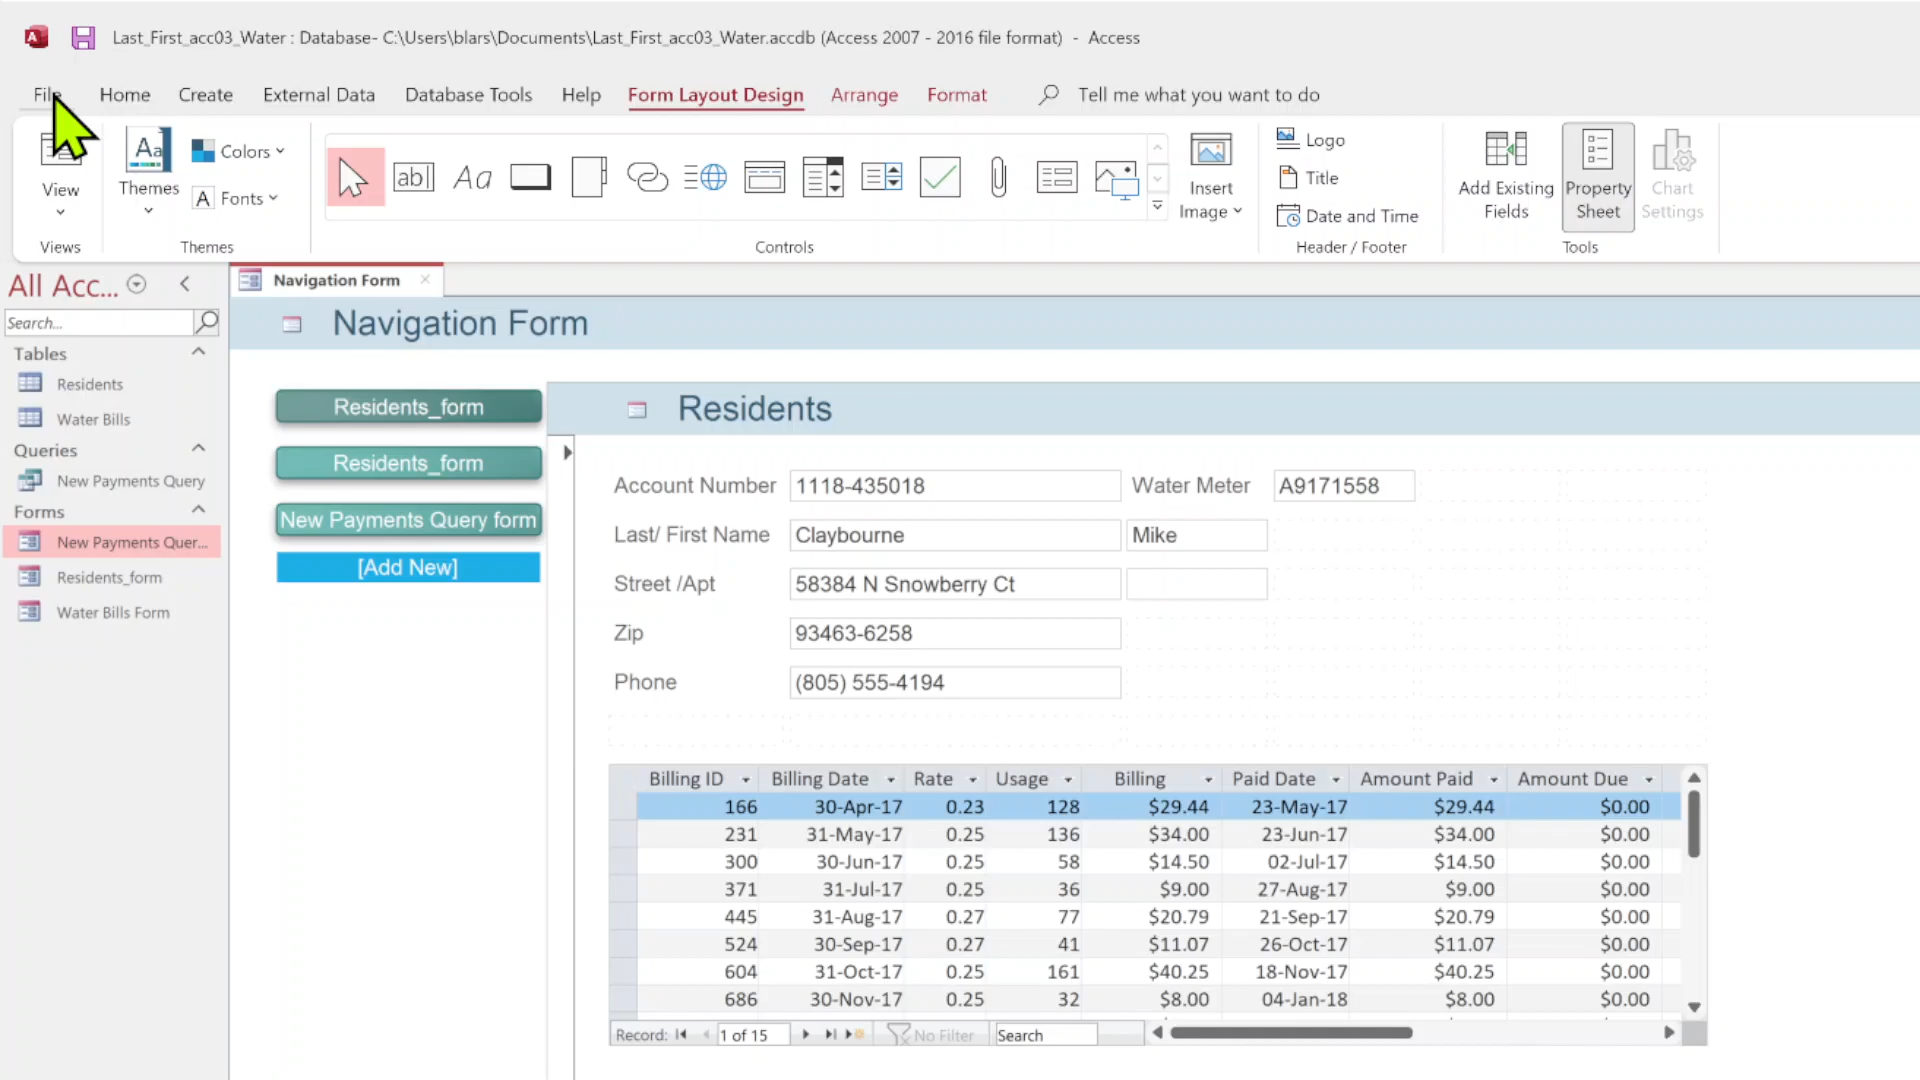 Last_First_acc03_Water : Database- C:\Users\blars\Documents\Last_First_acc03_Water.accdb (Access 2007 - 2016 file format) - Access
File Home Create External Data Database Tools Help Form Layout Design Arrange Format Tell me what you want to do
View
Views
Themes
Colors
Fonts
Themes
Controls
Insert
Image
Logo
Title
Date and Time
Header / Footer
Add Existing
Fields
Property
Sheet
Chart
Settings
Tools
All Acc...
Search...
Tables
Residents
Water Bills
Queries
New Payments Query
Forms
New Payments Quer...
Residents_form
Water Bills Form
Navigation Form
Navigation Form
Residents_form
Residents_form
New Payments Query form
[Add New]
Residents
Account Number 1118-435018 Water Meter A9171558
Last/ First Name Claybourne Mike
Street /Apt 58384 N Snowberry Ct
Zip 93463-6258
Phone (805) 555-4194
Billing ID Billing Date Rate Usage Billing Paid Date Amount Paid Amount Due
166 30-Apr-17 0.23 128 $29.44 23-May-17 $29.44 $0.00
231 31-May-17 0.25 136 $34.00 23-Jun-17 $34.00 $0.00
300 30-Jun-17 0.25 58 $14.50 02-Jul-17 $14.50 $0.00
371 31-Jul-17 0.25 36 $9.00 27-Aug-17 $9.00 $0.00
445 31-Aug-17 0.27 77 $20.79 21-Sep-17 $20.79 $0.00
524 30-Sep-17 0.27 41 $11.07 26-Oct-17 $11.07 $0.00
604 31-Oct-17 0.25 161 $40.25 18-Nov-17 $40.25 $0.00
686 30-Nov-17 0.25 32 $8.00 04-Jan-18 $8.00 $0.00
Record: 1 of 15 No Filter Search